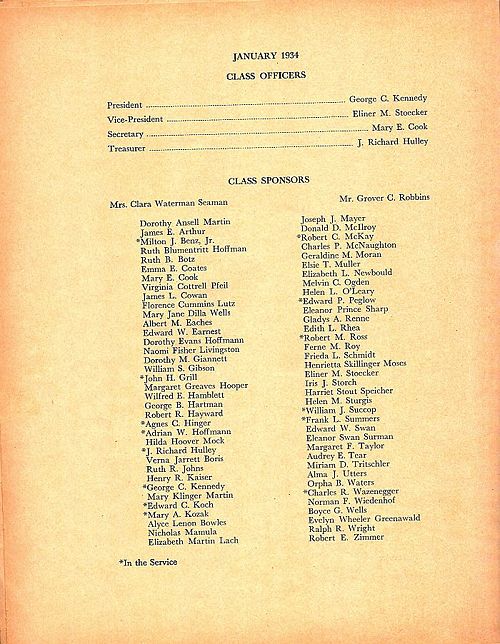 JANUARY 1934
CLASS OFFICERS
President ........ George C. Kennedy
Vice-President ........ Eliner M. Stoecker
Secretary ........ Mary E. Cook
Treasurer ........ J. Richard Hulley
CLASS SPONSORS
Mrs. Clara Waterman Seaman
Mr. Grover C. Robbins
Dorothy Ansell Martin
James E. Arthur
*Milton J. Benz, Jr.
Ruth Blumentritt Hoffman
Ruth B. Botz
Emma E. Coates
Mary E. Cook
Virginia Cottrell Pfeil
James L. Cowan
Florence Cummins Lutz
Mary Jane Dilla Wells
Albert M. Eaches
Edward W. Earnest
Dorothy Evans Hoffmann
Naomi Fisher Livingston
Dorothy M. Giannett
William S. Gibson
*John H. Grill
Margaret Greaves Hooper
Wilfred E. Hamblett
George B. Hartman
Robert R. Hayward
*Agnes C. Hinger
*Adrian W. Hoffmann
Hilda Hoover Mock
*J. Richard Hulley
Verna Jarrett Boris
Ruth R. Johns
Henry R. Kaiser
*George C. Kennedy
Mary Klinger Martin
*Edward C. Koch
*Mary A. Kozak
Alyce Lenon Bowles
Nicholas Mamula
Elizabeth Martin Lach
Joseph J. Mayer
Donald D. McIlroy
*Robert C. McKay
Charles P. McNaughton
Geraldine M. Moran
Elsie T. Muller
Elizabeth L. Newbould
Melvin C. Ogden
Helen L. O'Leary
*Edward P. Peglow
Eleanor Prince Sharp
Gladys A. Renne
Edith L. Rhea
*Robert M. Ross
Ferne M. Roy
Frieda L. Schmidt
Henrietta Skillinger Moses
Eliner M. Stoecker
Iris J. Storch
Harriet Stout Speicher
Helen M. Sturgis
*William J. Succop
*Frank L. Summers
Edward W. Swan
Eleanor Swan Surman
Margaret F. Taylor
Audrey E. Tear
Miriam D. Tritschler
Alma J. Utters
Orpha B. Waters
*Charles R. Wazenegger
Norman F. Wiedenhof
Boyce G. Wells
Evelyn Wheeler Greenawald
Ralph R. Wright
Robert E. Zimmer
*In the Service